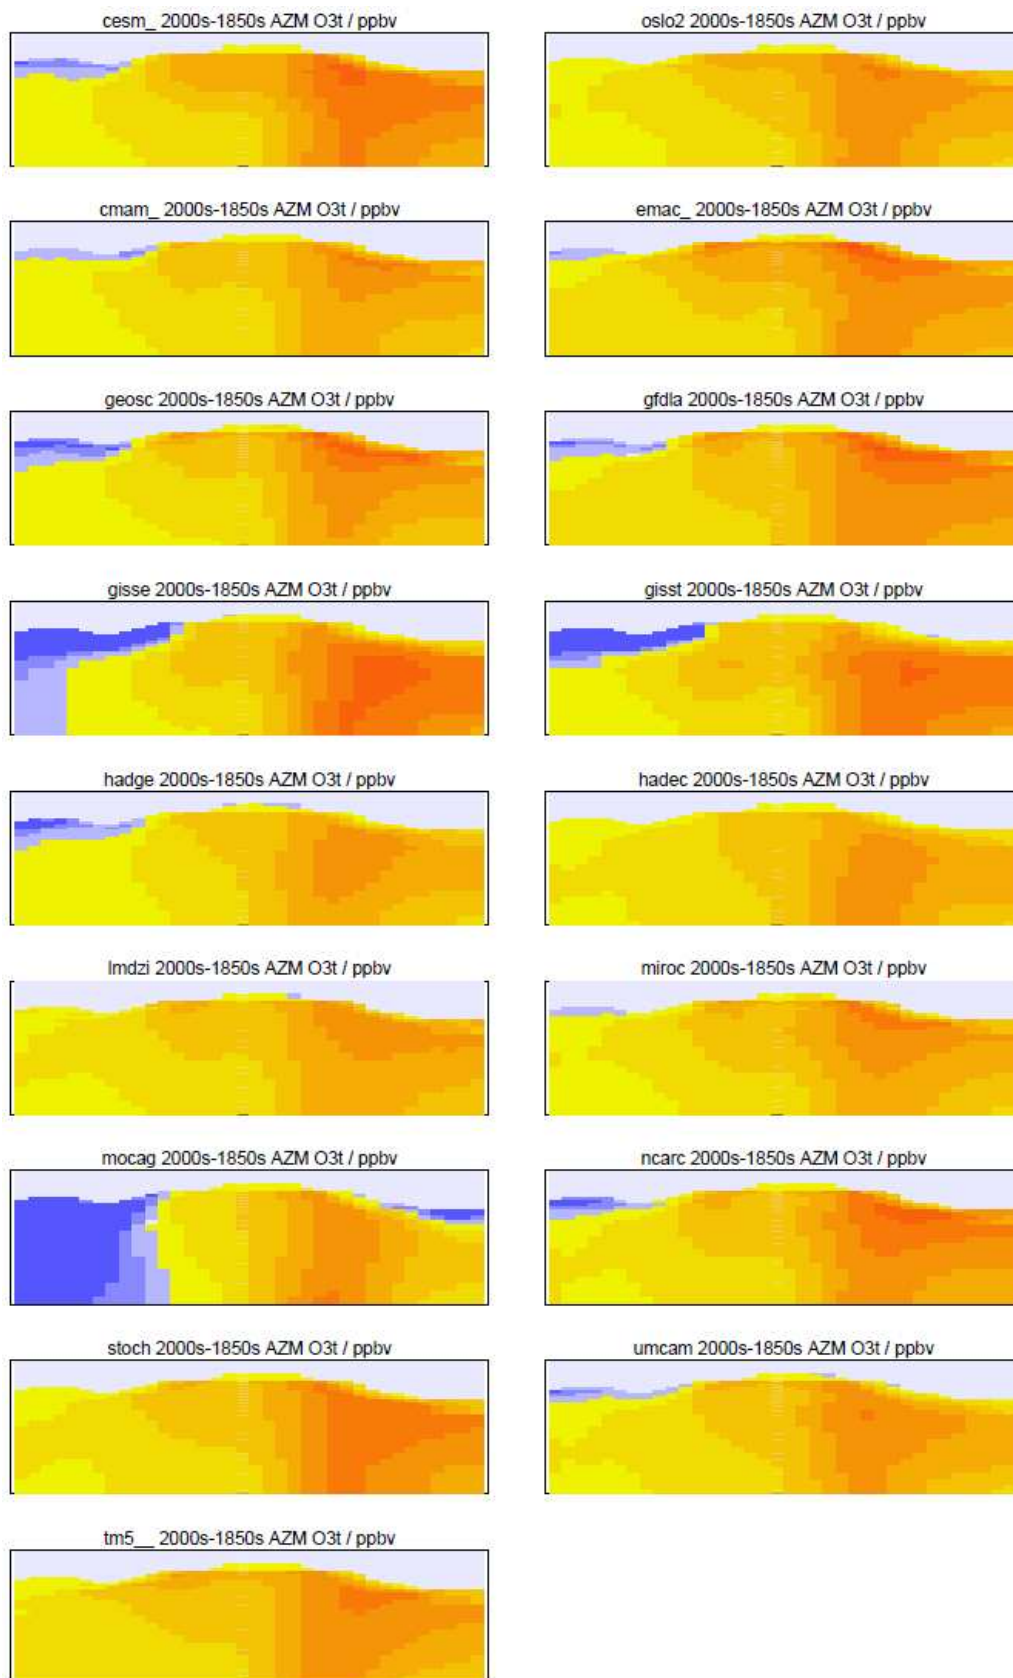 cesm_ 2000s-1850s AZM O3t / ppbv
oslo2 2000s-1850s AZM O3t / ppbv
cmam_ 2000s-1850s AZM O3t / ppbv
emac_ 2000s-1850s AZM O3t / ppbv
geosc 2000s-1850s AZM O3t / ppbv
gfdla 2000s-1850s AZM O3t / ppbv
gisse 2000s-1850s AZM O3t / ppbv
gisst 2000s-1850s AZM O3t / ppbv
hadge 2000s-1850s AZM O3t / ppbv
hadec 2000s-1850s AZM O3t / ppbv
lmdzi 2000s-1850s AZM O3t / ppbv
miroc 2000s-1850s AZM O3t / ppbv
mocag 2000s-1850s AZM O3t / ppbv
ncarc 2000s-1850s AZM O3t / ppbv
stoch 2000s-1850s AZM O3t / ppbv
umcam 2000s-1850s AZM O3t / ppbv
tm5__ 2000s-1850s AZM O3t / ppbv